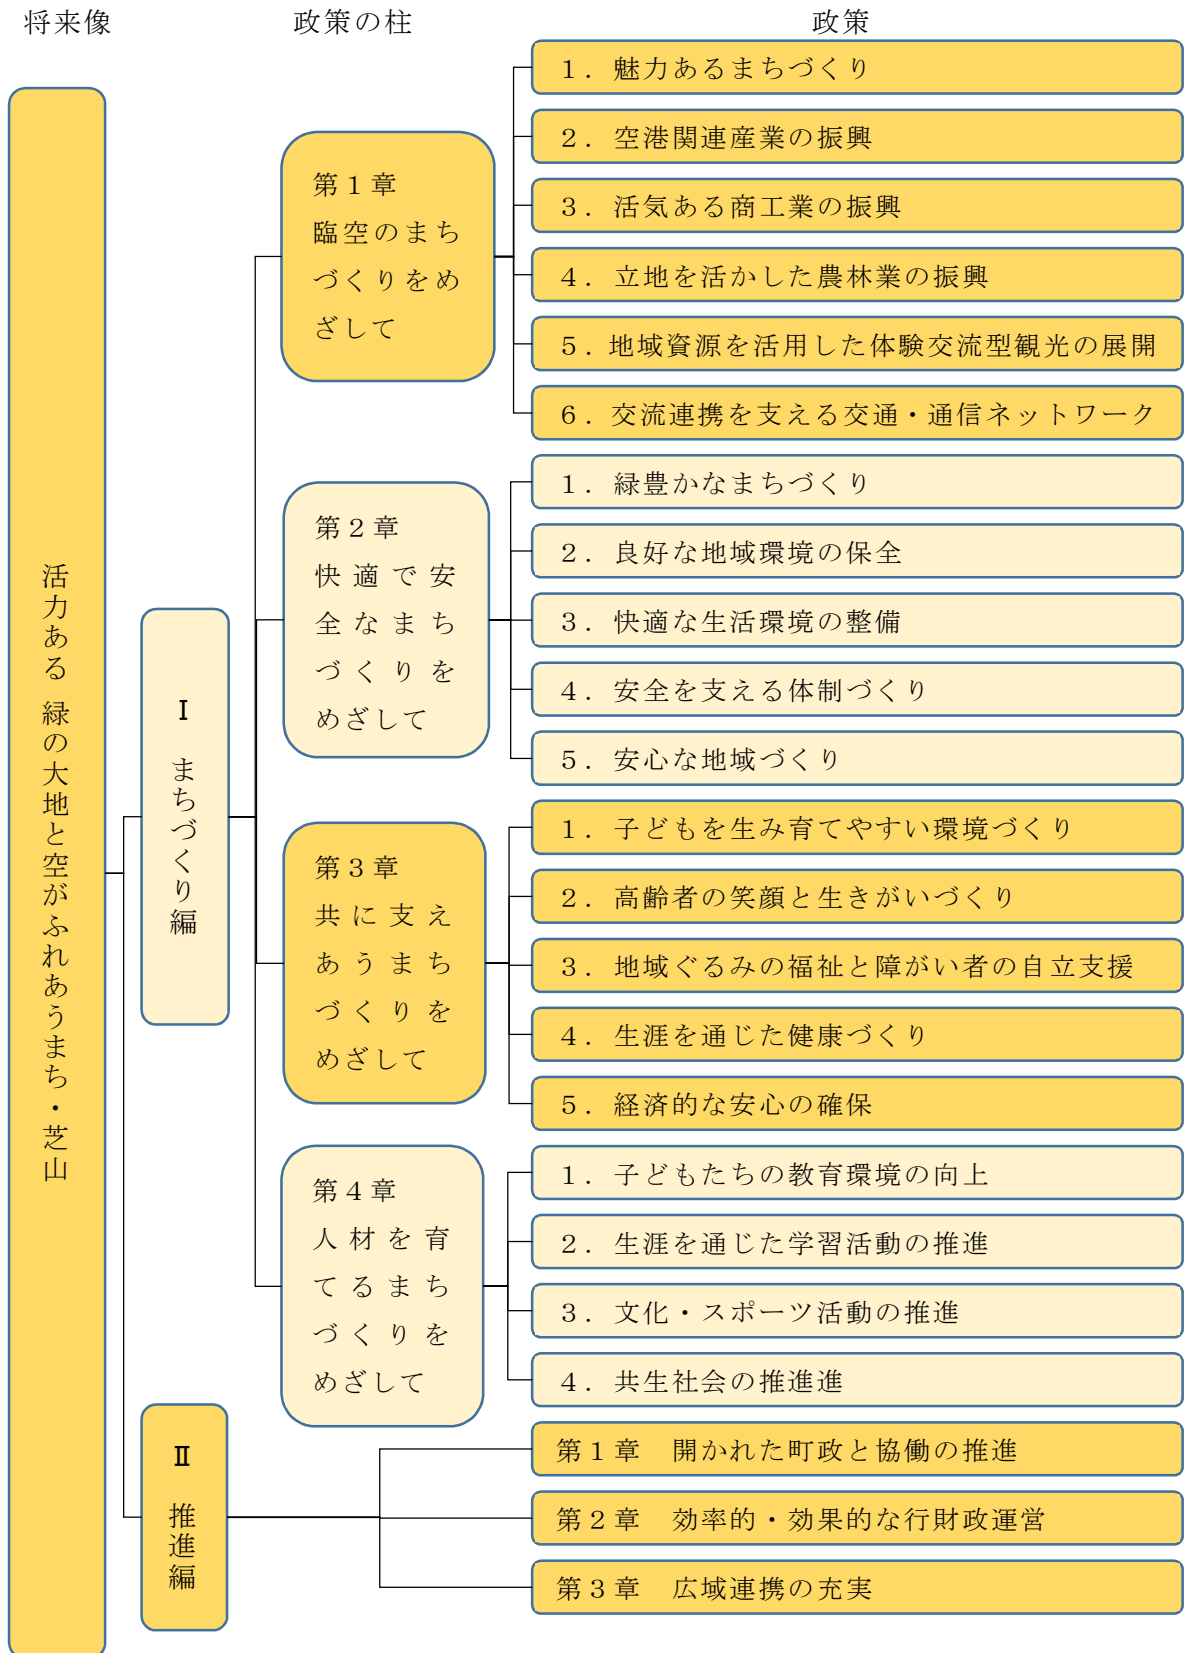 将来像
政策の柱
政策
活力ある 緑の大地と空がふれあうまち・芝山
Ⅰ まちづくり編
第１章
臨空のまち
づくりをめ
ざして
１．魅力あるまちづくり
２．空港関連産業の振興
３．活気ある商工業の振興
４．立地を活かした農林業の振興
５．地域資源を活用した体験交流型観光の展開
６．交流連携を支える交通・通信ネットワーク
第２章
快適で安
全なまち
づくりを
めざして
１．緑豊かなまちづくり
２．良好な地域環境の保全
３．快適な生活環境の整備
４．安全を支える体制づくり
５．安心な地域づくり
第３章
共に支え
あうまち
づくりを
めざして
１．子どもを生み育てやすい環境づくり
２．高齢者の笑顔と生きがいづくり
３．地域ぐるみの福祉と障がい者の自立支援
４．生涯を通じた健康づくり
５．経済的な安心の確保
第４章
人材を育
てるまち
づくりを
めざして
１．子どもたちの教育環境の向上
２．生涯を通じた学習活動の推進
３．文化・スポーツ活動の推進
４．共生社会の推進進
Ⅱ 推進編
第１章　開かれた町政と協働の推進
第２章　効率的・効果的な行財政運営
第３章　広域連携の充実